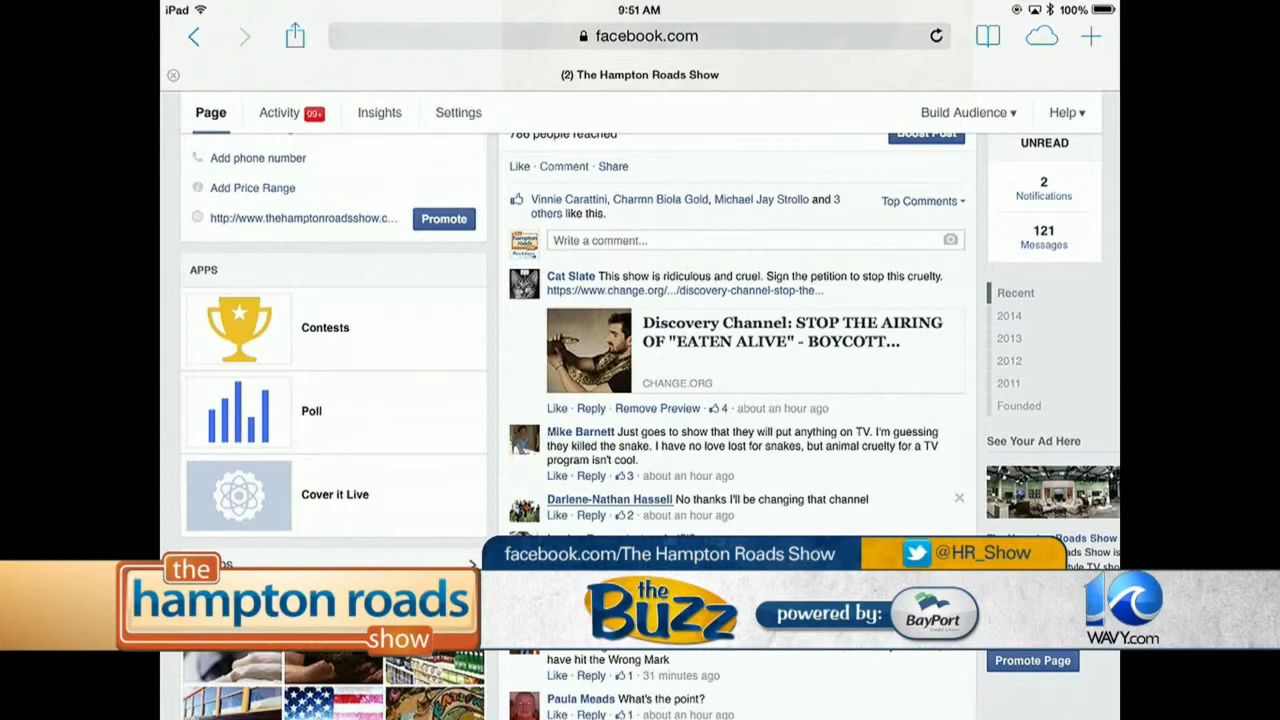 iPad
9:51 AM
100%
facebook.com
(2) The Hampton Roads Show
Page
Activity
99+
Insights
Settings
Build Audience
Help
Add phone number
Add Price Range
http://www.thehamptonroadsshow.c...
Promote
APPS
Contests
Poll
Cover it Live
786 people reached
Boost Post
Like · Comment · Share
Vinnie Carattini, Charmn Biola Gold, Michael Jay Strollo and 3
others like this.
Top Comments
Write a comment...
Cat Slate This show is ridiculous and cruel. Sign the petition to stop this cruelty.
https://www.change.org/.../discovery-channel-stop-the...
Discovery Channel: STOP THE AIRING
OF "EATEN ALIVE" - BOYCOTT...
CHANGE.ORG
Like · Reply · Remove Preview · 4 · about an hour ago
Mike Barnett Just goes to show that they will put anything on TV. I'm guessing
they killed the snake. I have no love lost for snakes, but animal cruelty for a TV
program isn't cool.
Like · Reply · 3 · about an hour ago
Darlene-Nathan Hassell No thanks I'll be changing that channel
Like · Reply · 2 · about an hour ago
UNREAD
2
Notifications
121
Messages
Recent
2014
2013
2012
2011
Founded
See Your Ad Here
Roads Show
facebook.com/The Hampton Roads Show
@HR_Show
the
hampton roads
show
the
Buzz
powered by:
BayPort
10
WAVY.com
have hit the Wrong Mark
Like · Reply · 1 · 31 minutes ago
Paula Meads What's the point?
Like · Reply · 1 · about an hour ago
Promote Page